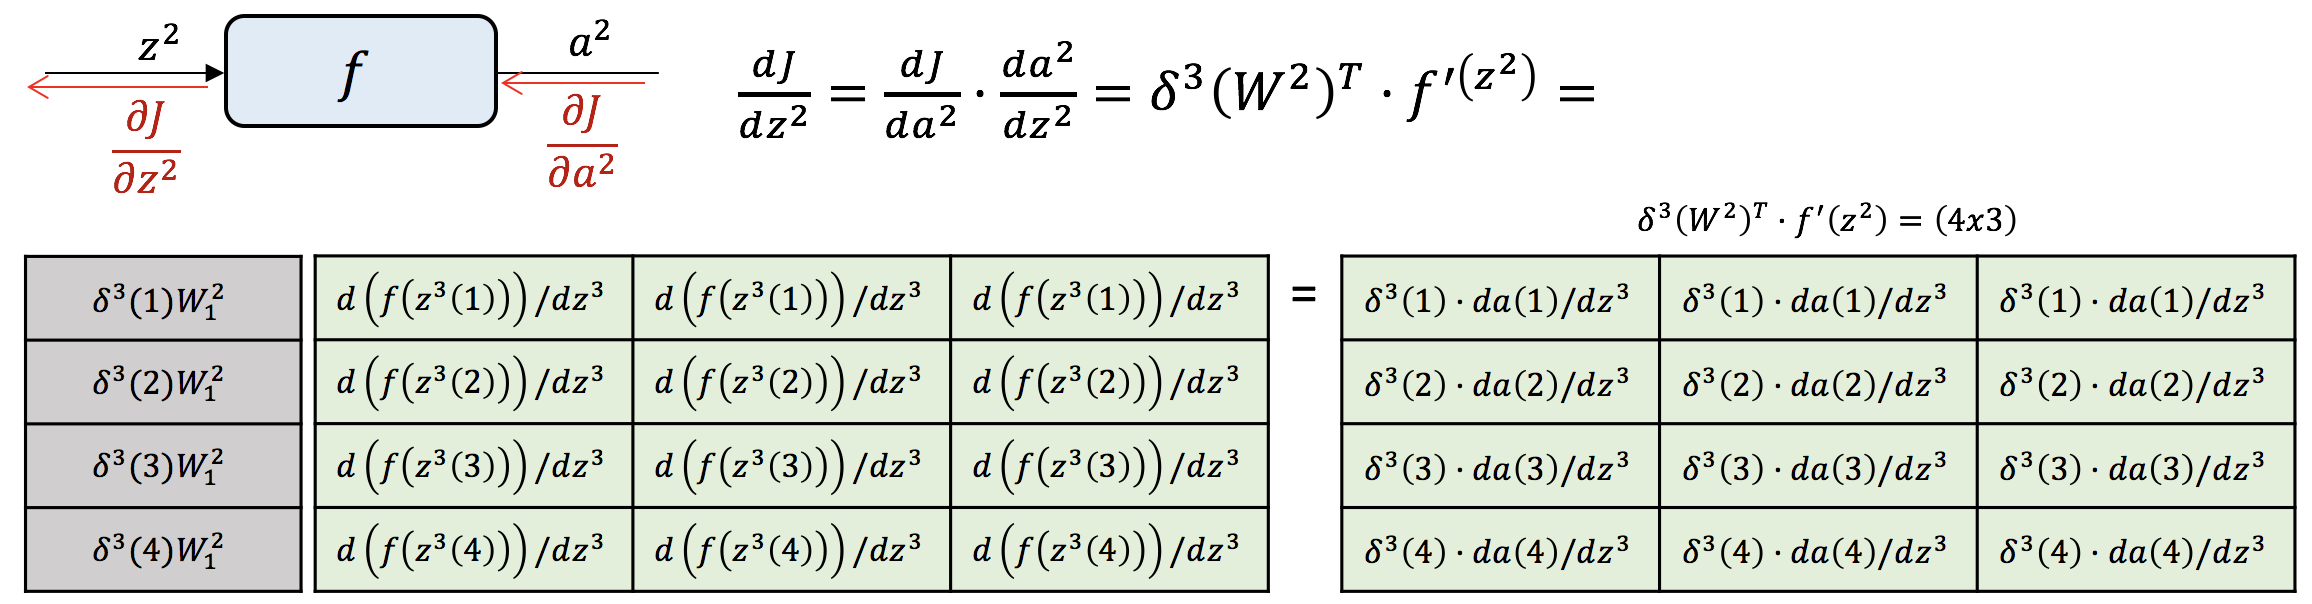 z² f a² dJ/dz² = dJ/da² · da²/dz² = δ³(W²)ᵀ · f′⁽ᶻ²⁾ =
∂J/∂z² ∂J/∂a²
δ³(W²)ᵀ · f′(z²) = (4x3)
δ³(1)W₁² d(f(z³(1)))/dz³ d(f(z³(1)))/dz³ d(f(z³(1)))/dz³ = δ³(1) · da(1)/dz³ δ³(1) · da(1)/dz³ δ³(1) · da(1)/dz³
δ³(2)W₁² d(f(z³(2)))/dz³ d(f(z³(2)))/dz³ d(f(z³(2)))/dz³ δ³(2) · da(2)/dz³ δ³(2) · da(2)/dz³ δ³(2) · da(2)/dz³
δ³(3)W₁² d(f(z³(3)))/dz³ d(f(z³(3)))/dz³ d(f(z³(3)))/dz³ δ³(3) · da(3)/dz³ δ³(3) · da(3)/dz³ δ³(3) · da(3)/dz³
δ³(4)W₁² d(f(z³(4)))/dz³ d(f(z³(4)))/dz³ d(f(z³(4)))/dz³ δ³(4) · da(4)/dz³ δ³(4) · da(4)/dz³ δ³(4) · da(4)/dz³